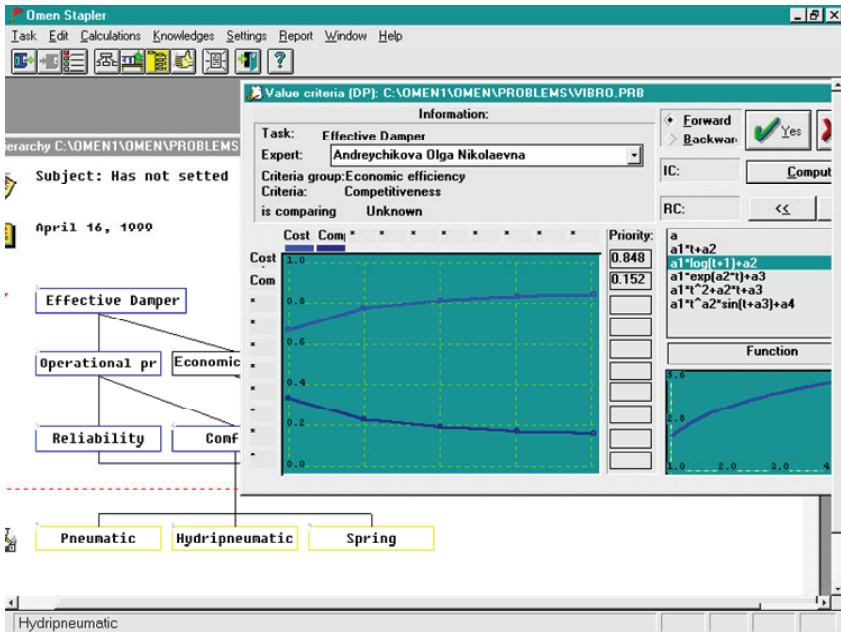 Omen Stapler
Task Edit Calculations Knowledges Settings Report Window Help
Value criteria (DP): C:\OMEN1\OMEN\PROBLEMS\VIBRO.PRB
Information:
Task: Effective Damper
Expert: Andreychikova Olga Nikolaevna
Criteria group:Economic efficiency
Criteria: Competitiveness
is comparing Unknown
Forward
Backwar
Yes
IC:
Comput
RC:
<<
erarchy C:\OMEN1\OMEN\PROBLEMS
Subject: Has not setted
April 16, 1999
Effective Damper
Operational pr
Economic
Reliability
Comf
Pneumatic
Hydripneumatic
Spring
Cost Com * * * * * * * *
Priority:
Cost
Com
0.848
0.152
1.0
0.8
0.6
0.4
0.2
0.0
a
a1*t+a2
a1*log(t+1)+a2
a1*exp(a2*t)+a3
a1*t^2+a2*t+a3
a1*t^a2*sin(t+a3)+a4
Function
3.6
2.8
1.0 2.0 3.0 4
Hydripneumatic